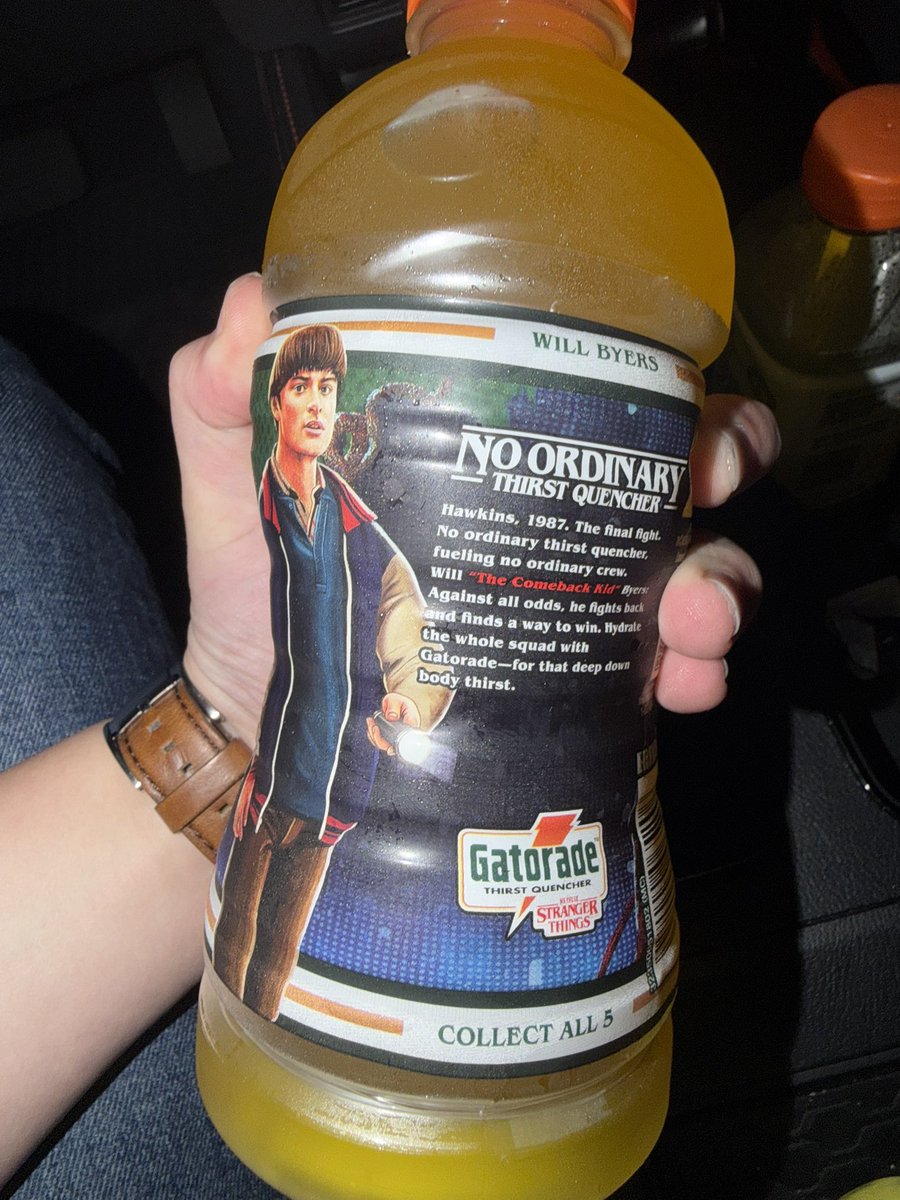 WILL BYERS
NO ORDINARY
THIRST QUENCHER
Hawkins, 1987. The final fight.
No ordinary thirst quencher,
fueling no ordinary crew.
Will "The Comeback Kid" Byers:
Against all odds, he fights back
and finds a way to win. Hydrate
the whole squad with
Gatorade—for that deep down
body thirst.
Gatorade™
THIRST QUENCHER
NETFLIX
STRANGER
THINGS
COLLECT ALL 5